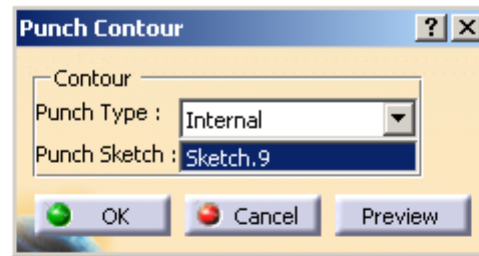 Punch Contour
Contour
Punch Type : Internal
Punch Sketch : Sketch.9
OK Cancel Preview